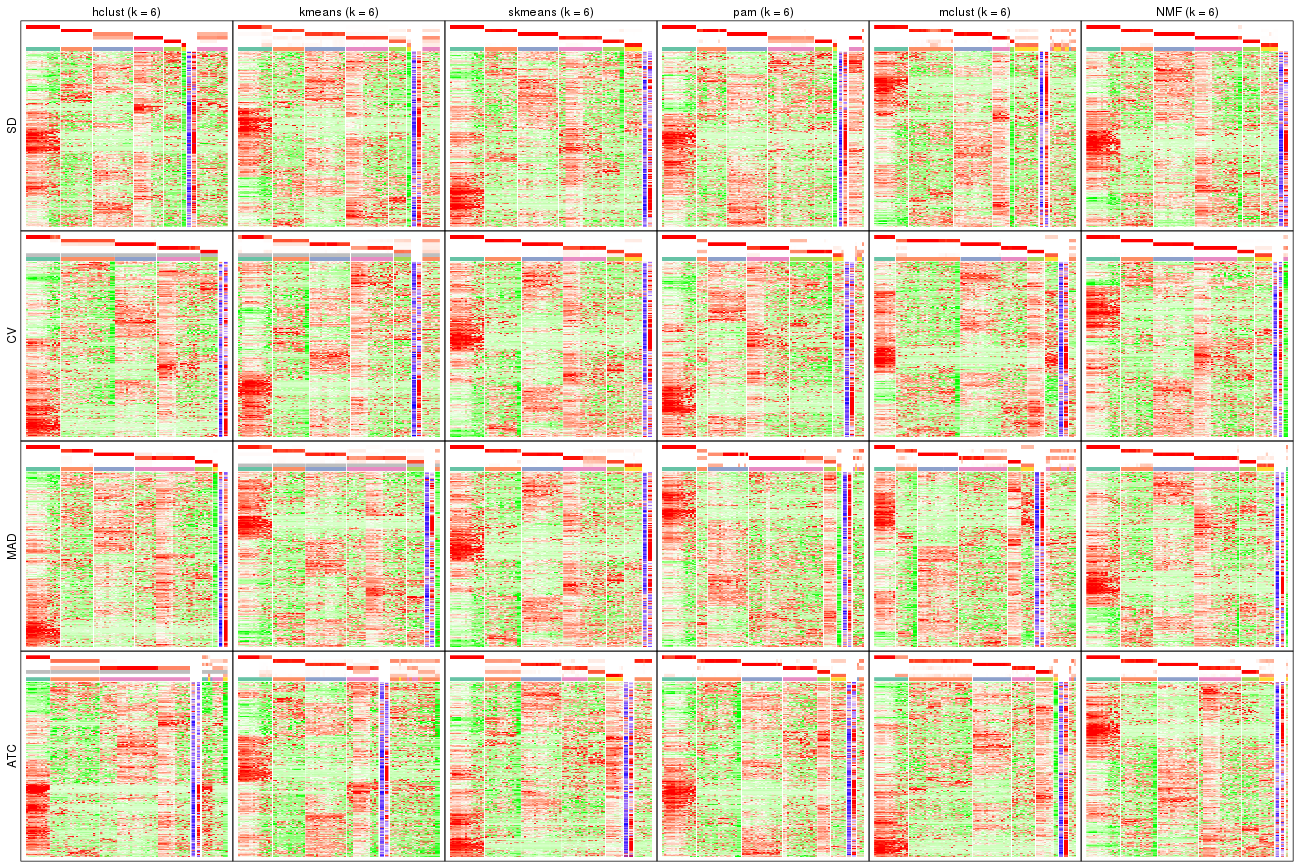 hclust (k = 6) kmeans (k = 6) skmeans (k = 6) pam (k = 6) mclust (k = 6) NMF (k = 6)
SD
CV
MAD
ATC